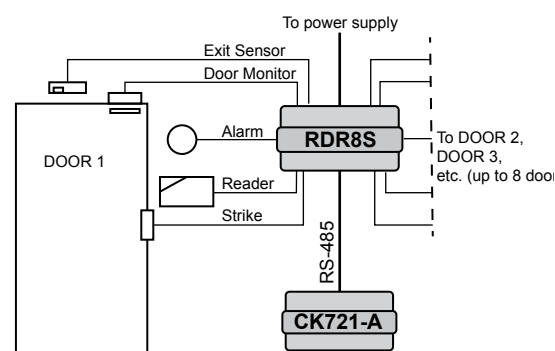 To power supply
Exit Sensor
Door Monitor
Alarm
RDR8S
To DOOR 2,
DOOR 3,
etc. (up to 8 door
DOOR 1
Reader
Strike
RS-485
CK721-A